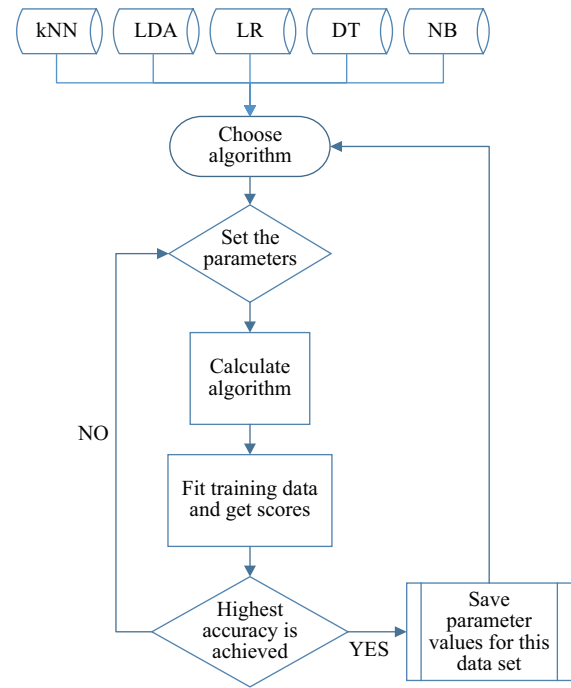 kNN
LDA
LR
DT
NB
Choose
algorithm
Set the
parameters
Calculate
algorithm
NO
Fit training data
and get scores
Highest
accuracy is
achieved
YES
Save
parameter
values for this
data set